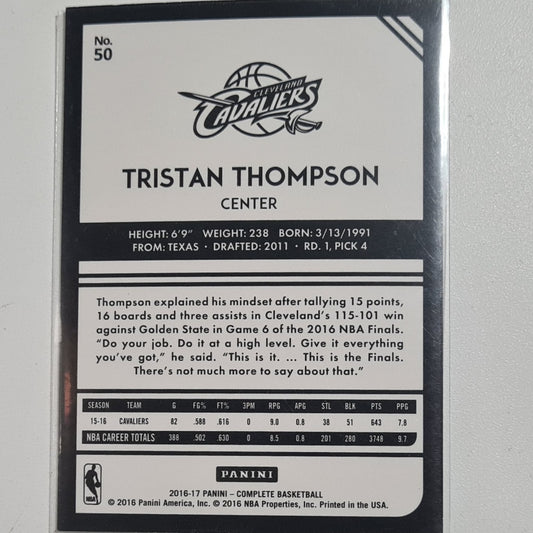 No.
50
CLEVELAND
CAVALIERS
TRISTAN THOMPSON
CENTER
HEIGHT: 6'9" WEIGHT: 238 BORN: 3/13/1991
FROM: TEXAS • DRAFTED: 2011 • RD. 1, PICK 4
Thompson explained his mindset after tallying 15 points,
16 boards and three assists in Cleveland's 115-101 win
against Golden State in Game 6 of the 2016 NBA Finals.
"Do your job. Do it at a high level. Give it everything
you've got," he said. "This is it. ... This is the Finals.
There's not much more to say about that."
SEASON TEAM G FG% FT% 3PM RPG APG STL BLK PTS PPG
15-16 CAVALIERS 82 .588 .616 0 9.0 0.8 38 51 643 7.8
NBA CAREER TOTALS 388 .502 .630 0 8.5 0.8 201 280 3748 9.7
PANINI
NBA
2016-17 PANINI – COMPLETE BASKETBALL
© 2016 Panini America, Inc. © 2016 NBA Properties, Inc. Printed in the USA.